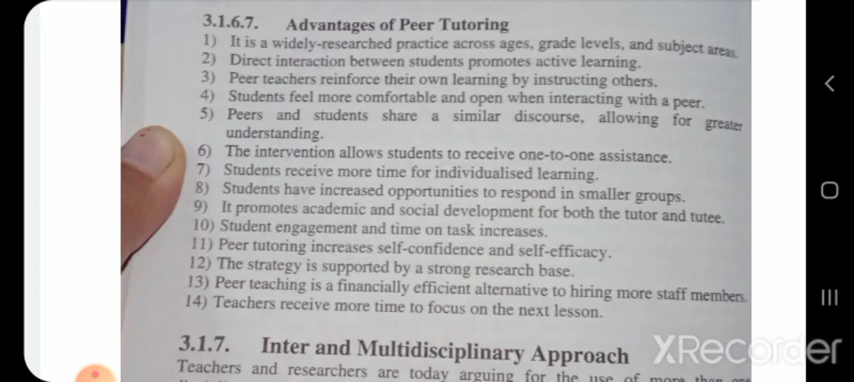 3.1.6.7. Advantages of Peer Tutoring
1) It is a widely-researched practice across ages, grade levels, and subject areas.
2) Direct interaction between students promotes active learning.
3) Peer teachers reinforce their own learning by instructing others.
4) Students feel more comfortable and open when interacting with a peer.
5) Peers and students share a similar discourse, allowing for greater
understanding.
6) The intervention allows students to receive one-to-one assistance.
7) Students receive more time for individualised learning.
8) Students have increased opportunities to respond in smaller groups.
9) It promotes academic and social development for both the tutor and tutee.
10) Student engagement and time on task increases.
11) Peer tutoring increases self-confidence and self-efficacy.
12) The strategy is supported by a strong research base.
13) Peer teaching is a financially efficient alternative to hiring more staff members.
14) Teachers receive more time to focus on the next lesson.
3.1.7. Inter and Multidisciplinary Approach
XRecorder
Teachers and researchers are today arguing for the use of more than one